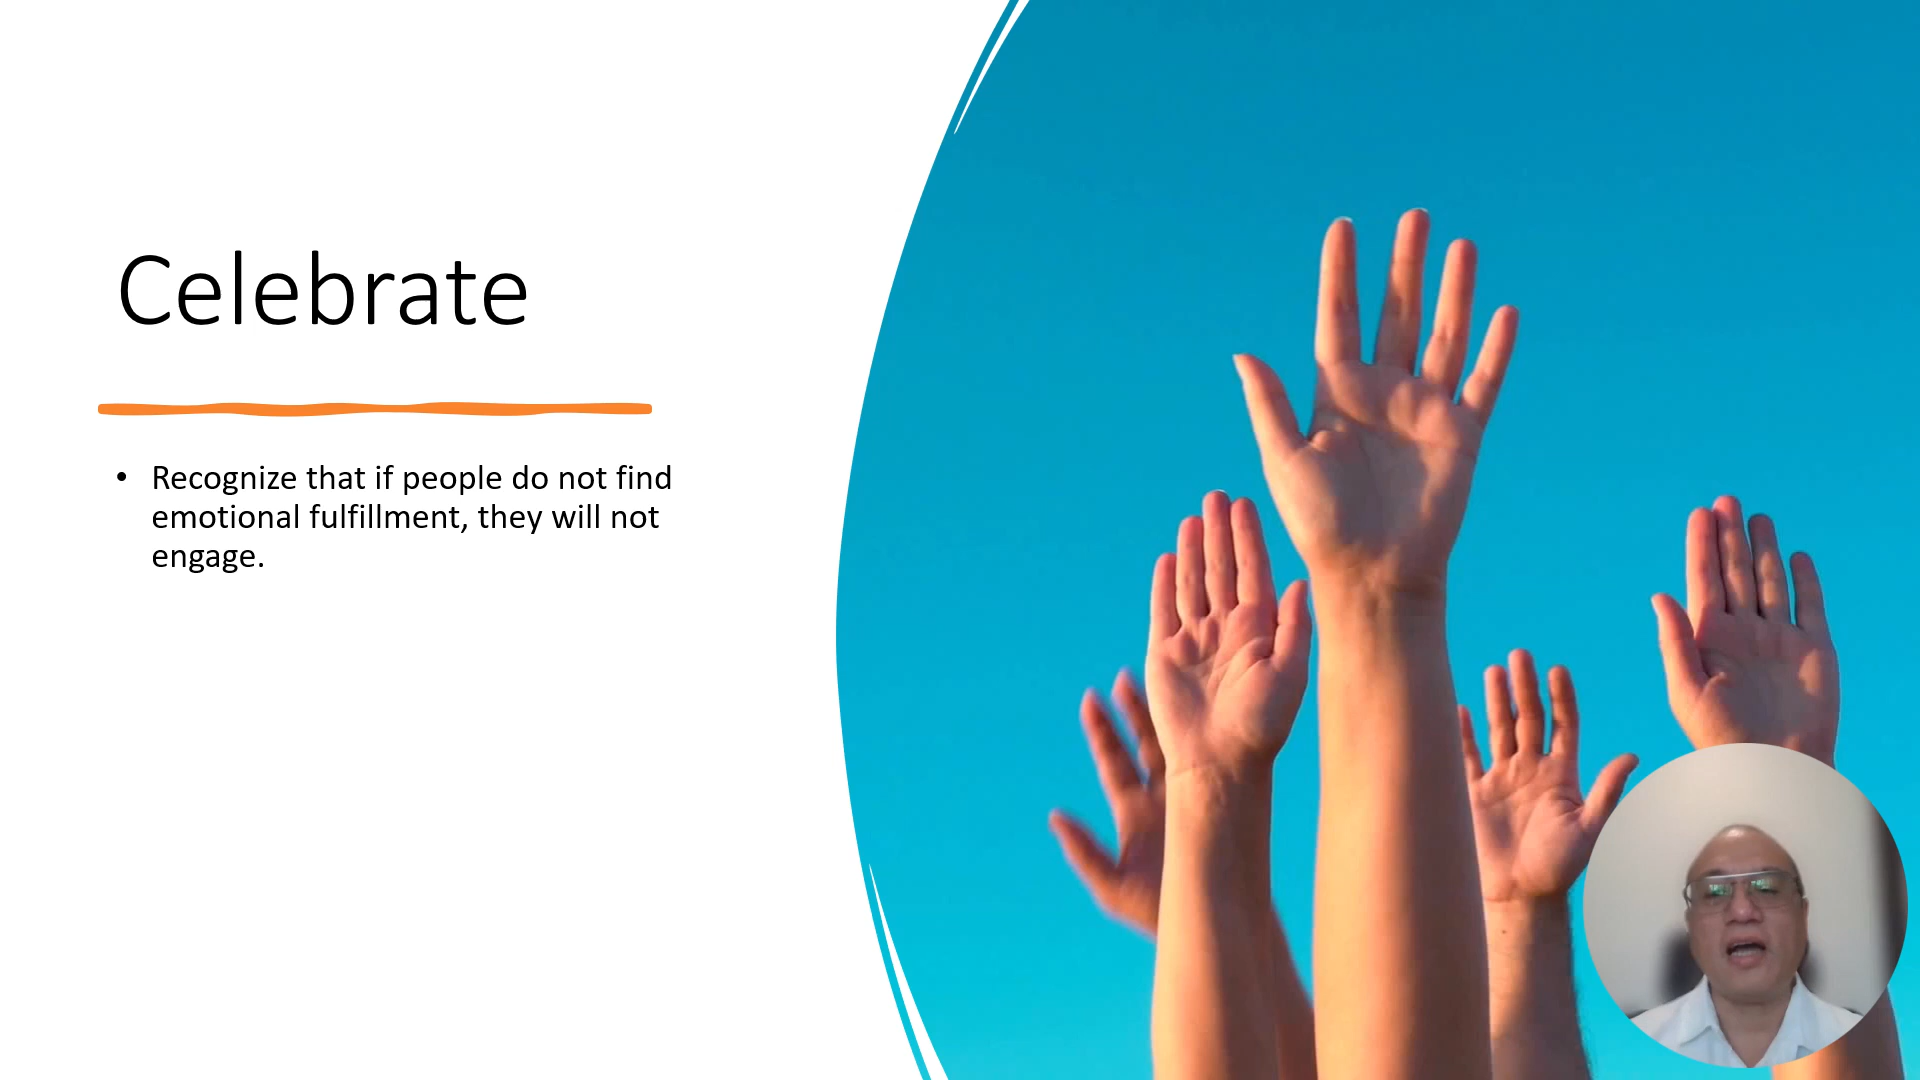 Celebrate
• Recognize that if people do not find
emotional fulfillment, they will not
engage.